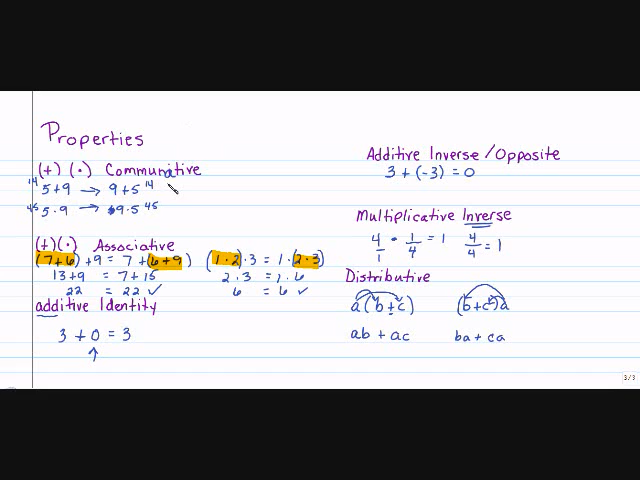 Properties
(+) (·) Commutative
14 5+9 → 9+5 14
45 5·9 → 9·5 45
(+)(·) Associative
(7+6)+9 = 7+(6+9)
13+9 = 7+15
22 = 22 ✓
(1·2)·3 = 1·(2·3)
2·3 = 1·6
6 = 6 ✓
additive Identity
3 + 0 = 3
↑
Additive Inverse/Opposite
3 + (-3) = 0
Multiplicative Inverse
4/1 · 1/4 = 1 4/4 = 1
Distributive
a(b+c) (b+c)a
ab + ac ba + ca
3/3